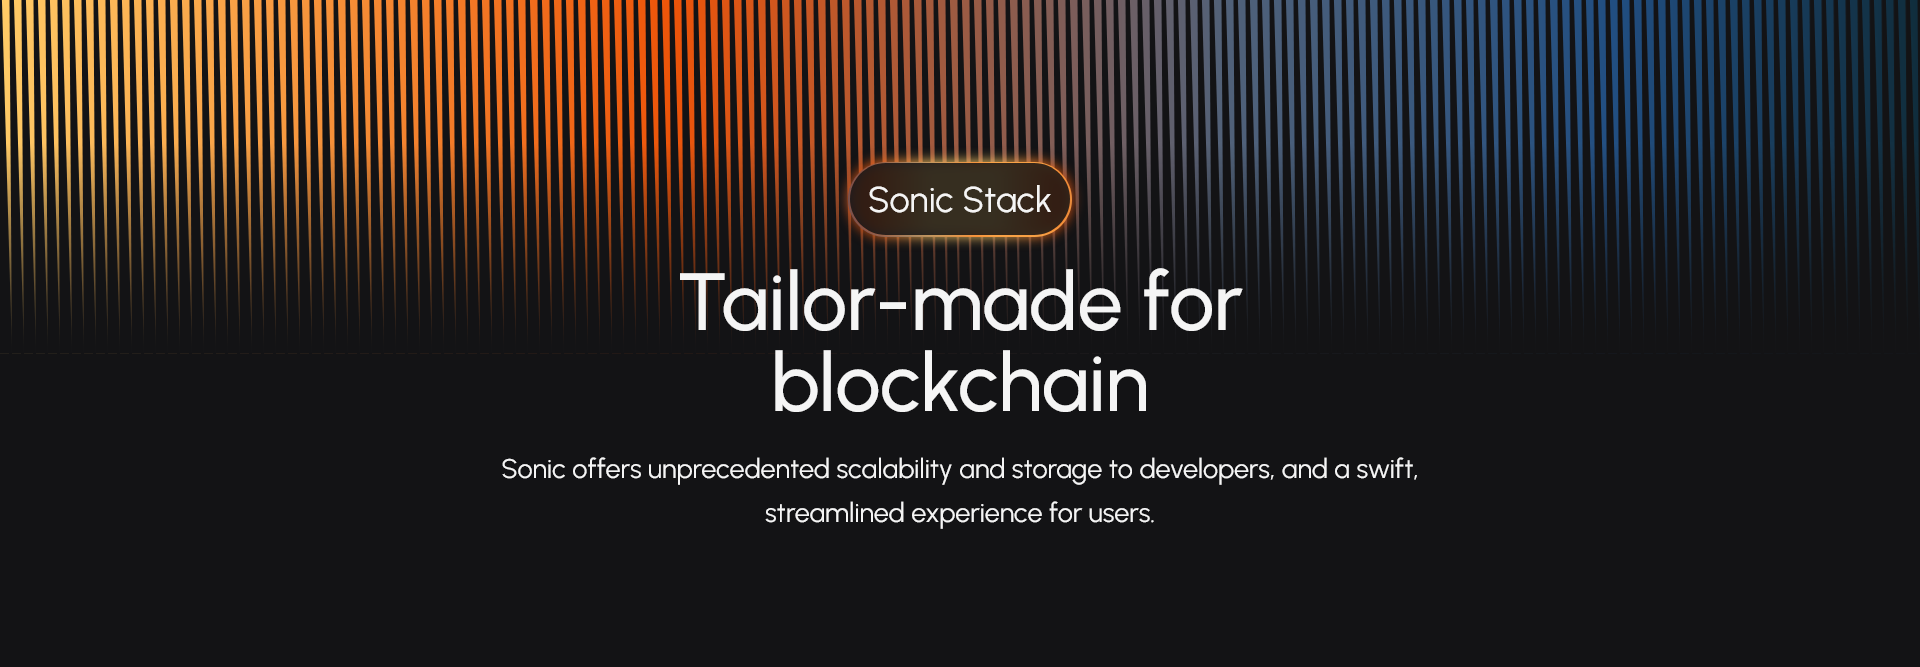 Sonic Stack
Tailor-made for
blockchain
Sonic offers unprecedented scalability and storage to developers, and a swift,
streamlined experience for users.